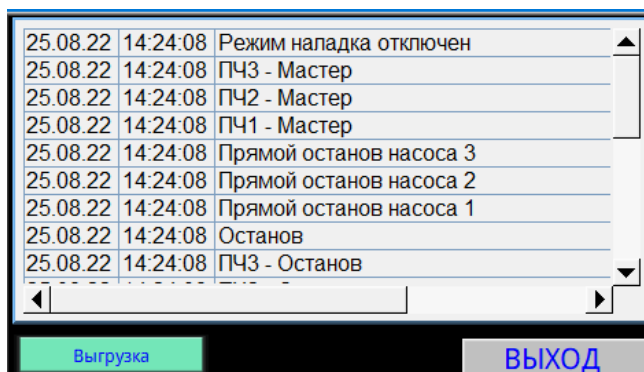 25.08.22 14:24:08 Режим наладка отключен
25.08.22 14:24:08 ПЧ3 - Мастер
25.08.22 14:24:08 ПЧ2 - Мастер
25.08.22 14:24:08 ПЧ1 - Мастер
25.08.22 14:24:08 Прямой останов насоса 3
25.08.22 14:24:08 Прямой останов насоса 2
25.08.22 14:24:08 Прямой останов насоса 1
25.08.22 14:24:08 Останов
25.08.22 14:24:08 ПЧ3 - Останов
Выгрузка ВЫХОД